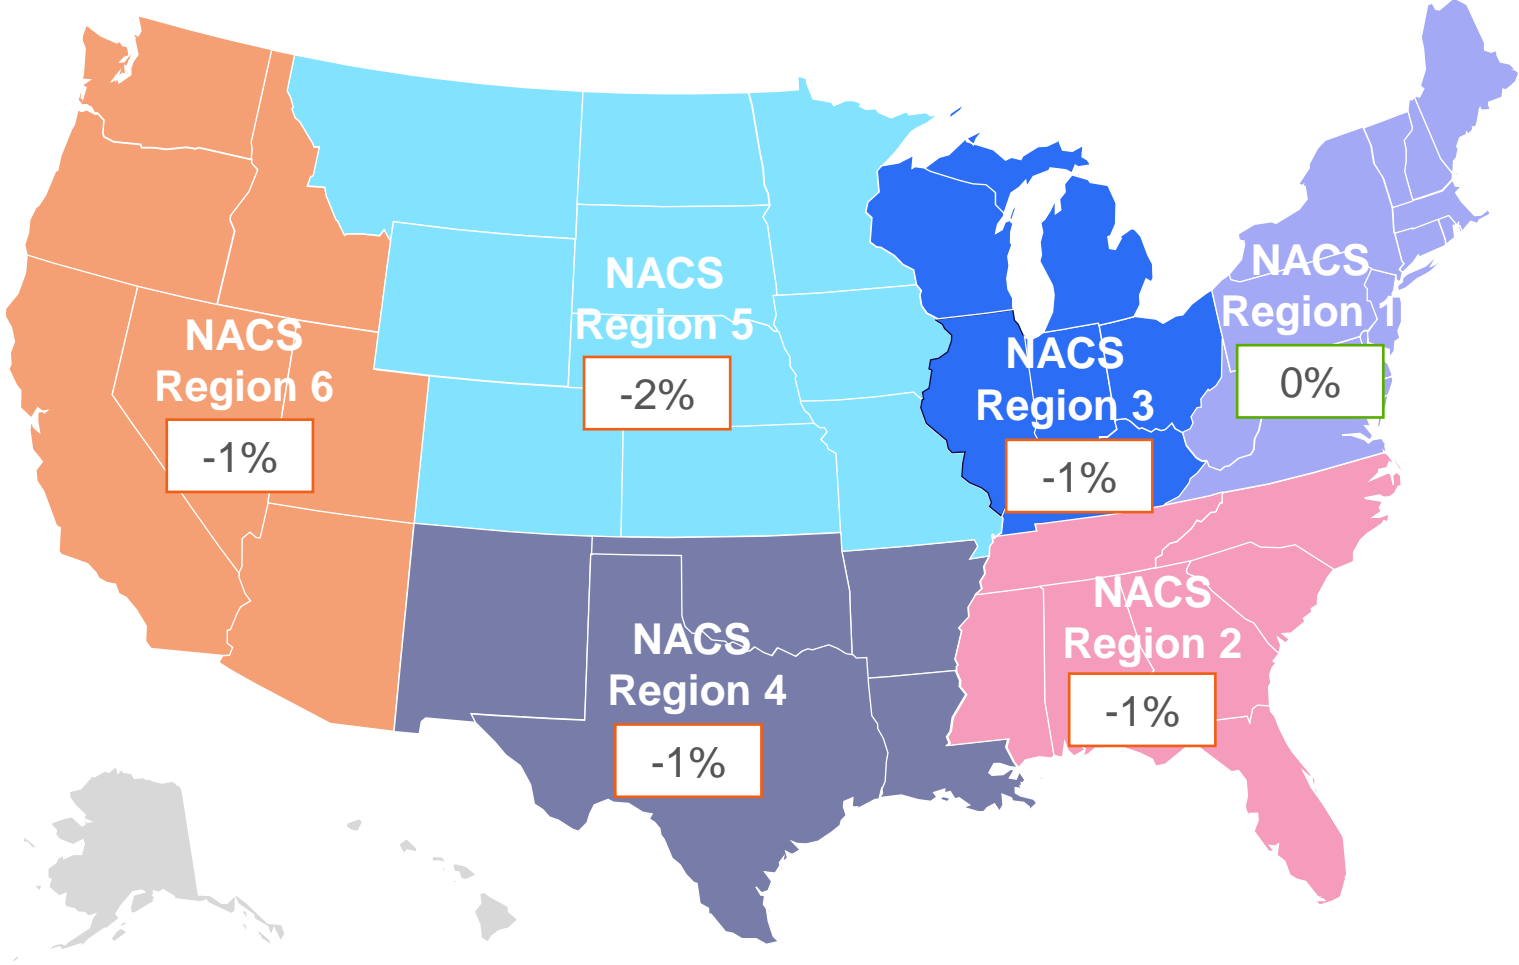 NACS
Region 1
0%
NACS
Region 5
-2%
NACS
Region 6
-1%
NACS
Region 3
-1%
NACS
Region 2
-1%
NACS
Region 4
-1%